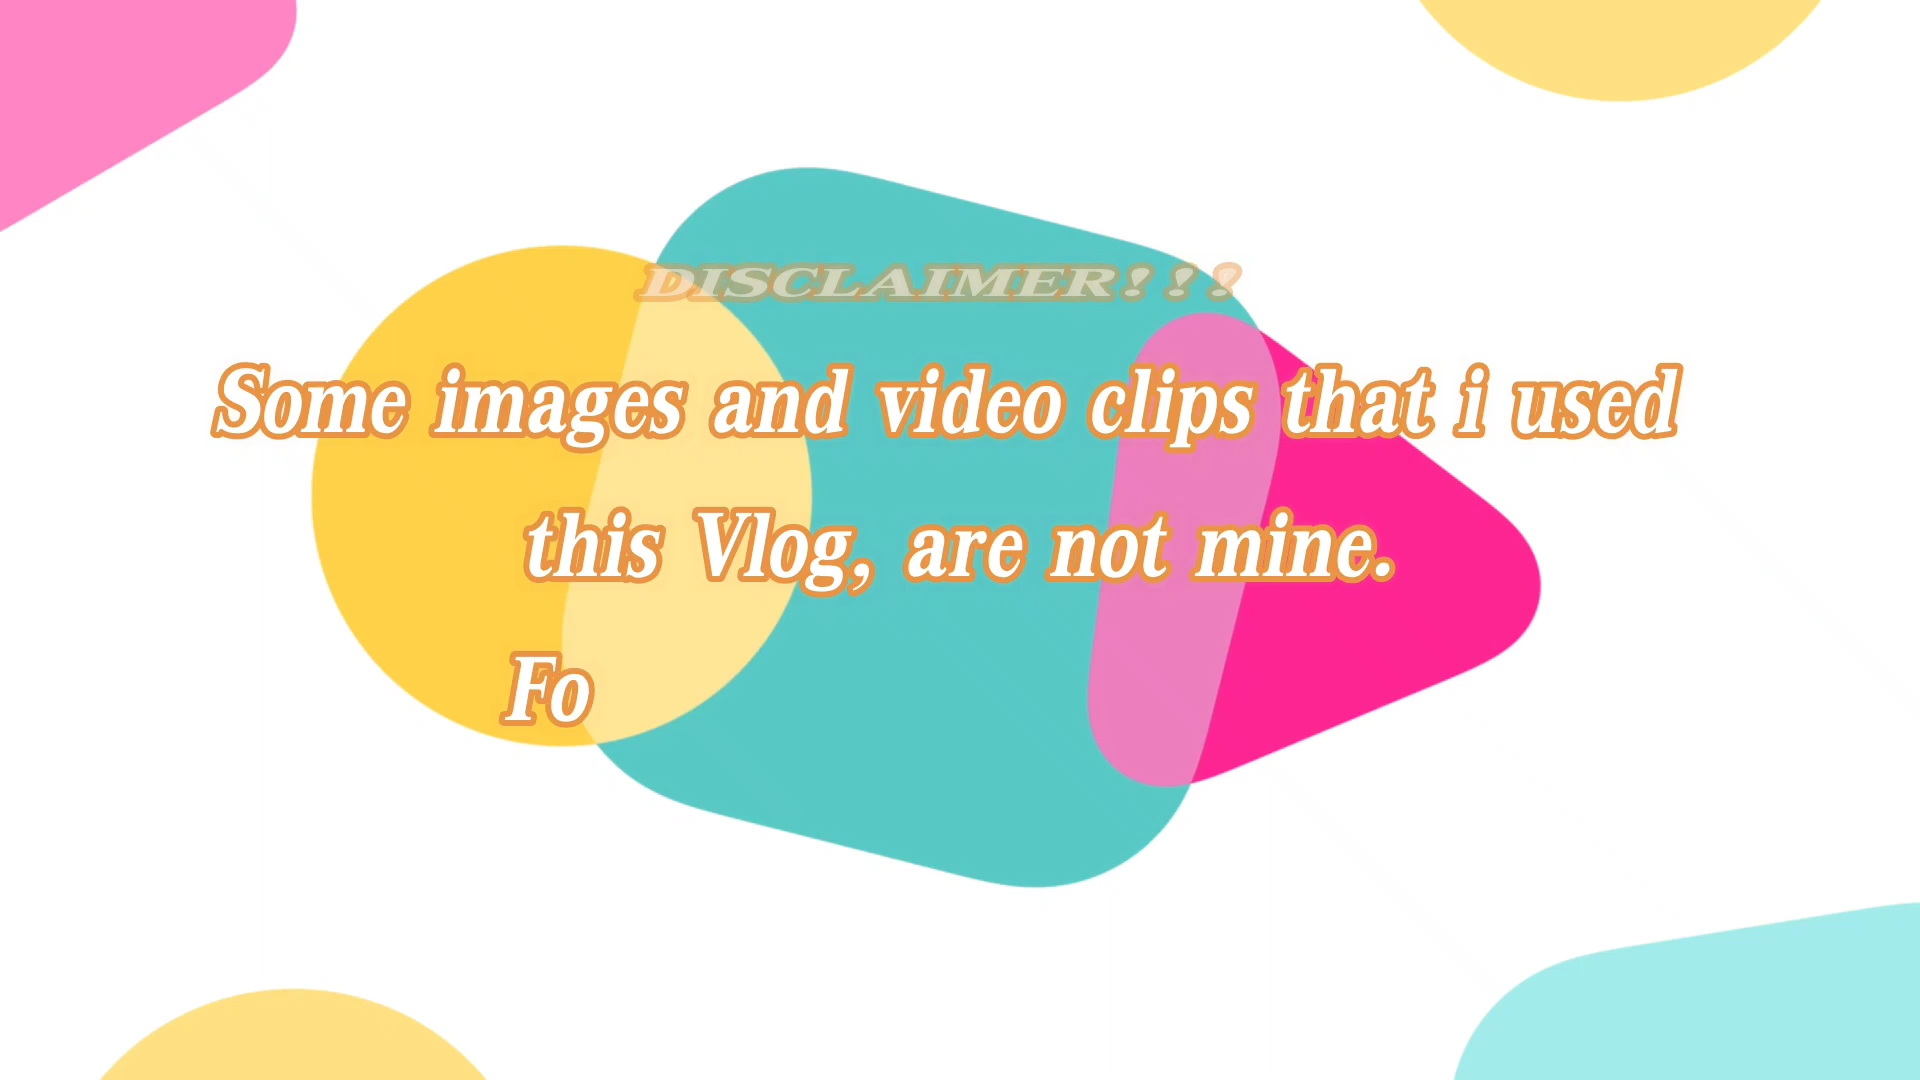 DISCLAIMER!!!
Some images and video clips that i used
this Vlog, are not mine.
Fo